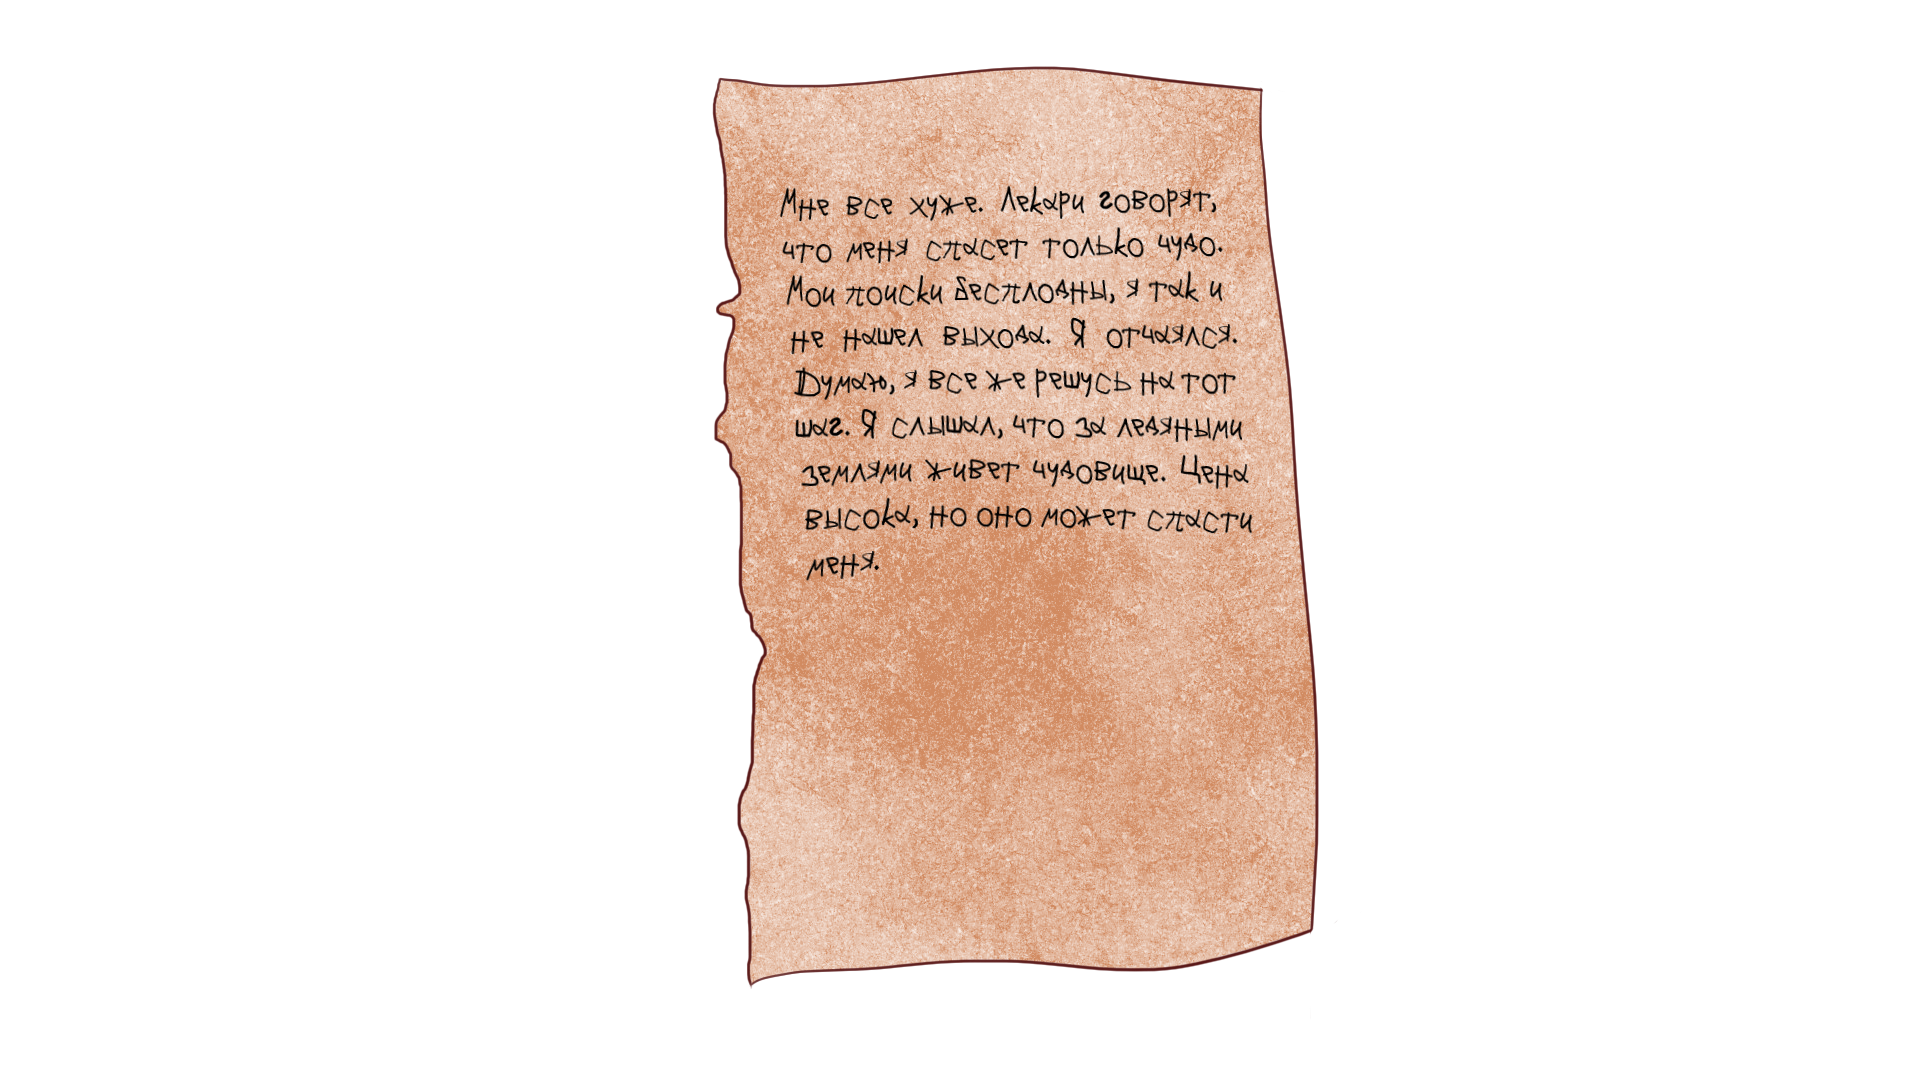 Мне все хуже. Лекари говорят,
что меня спасет только чудо.
Мои поиски бесплодны, я так и
не нашел выхода. Я отчаялся.
Думаю, я все же решусь на тот
шаг. Я слышал, что за ледяными
землями живет чудовище. Цена
высока, но оно может спасти
меня.